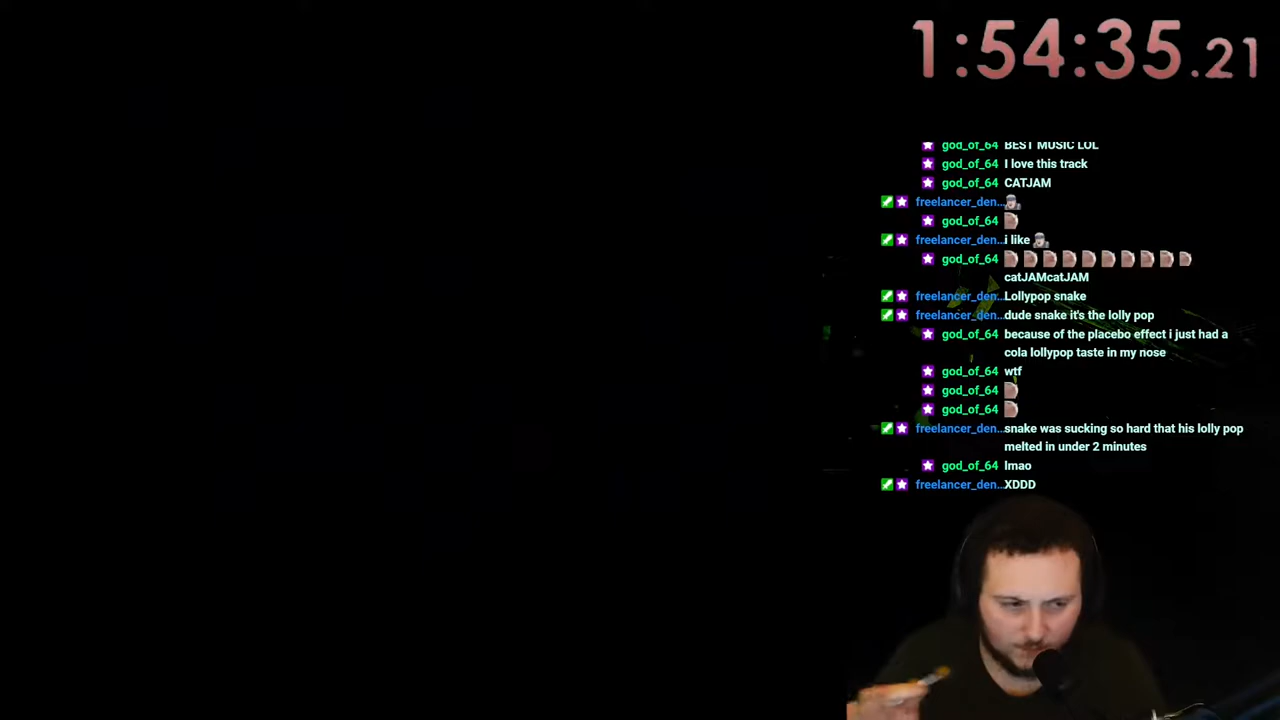 1:54:35.21
god_of_64 BEST MUSIC LOL
god_of_64 I love this track
god_of_64 CATJAM
freelancer_den...
god_of_64
freelancer_den... i like
god_of_64
catJAMcatJAM
freelancer_den... Lollypop snake
freelancer_den... dude snake it's the lolly pop
god_of_64 because of the placebo effect i just had a
cola lollypop taste in my nose
god_of_64 wtf
god_of_64
god_of_64
freelancer_den... snake was sucking so hard that his lolly pop
melted in under 2 minutes
god_of_64 lmao
freelancer_den... XDDD